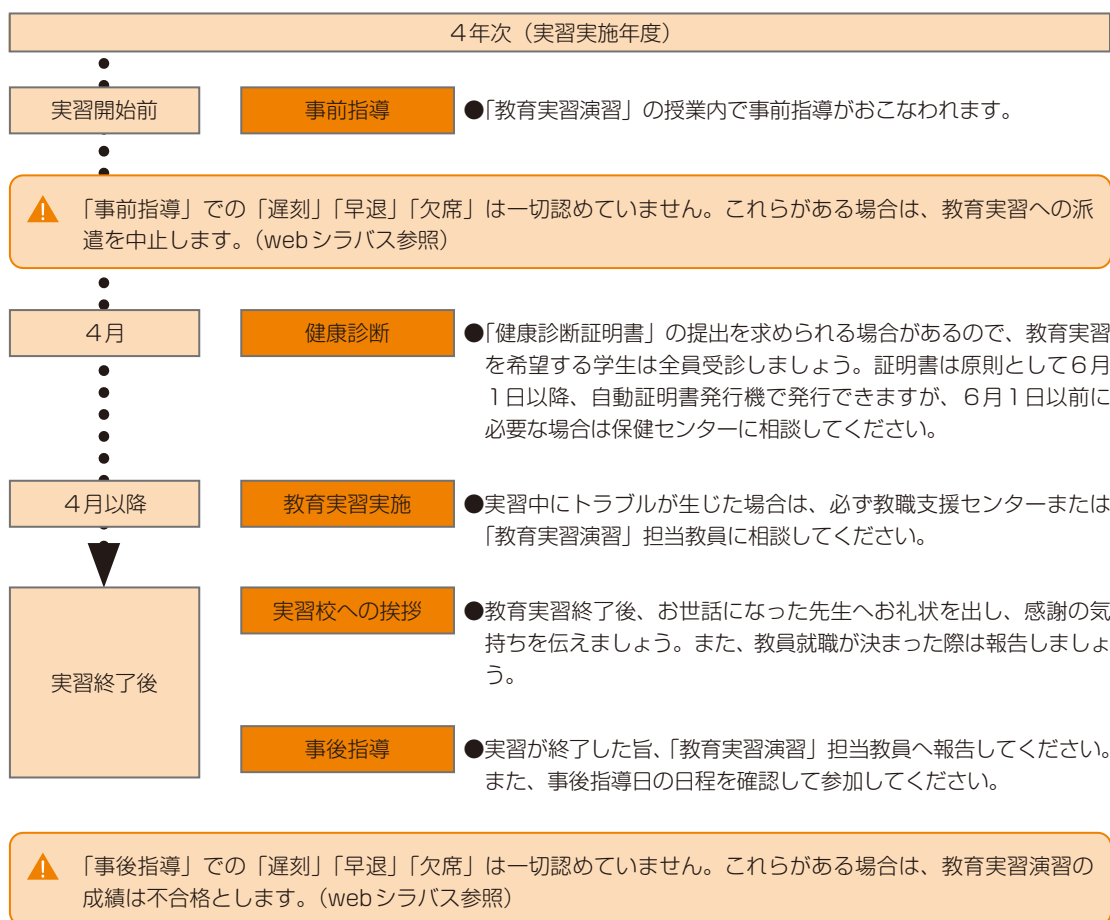 4年次（実習実施年度）
実習開始前
事前指導
●「教育実習演習」の授業内で事前指導がおこなわれます。
「事前指導」での「遅刻」「早退」「欠席」は一切認めていません。これらがある場合は、教育実習への派
遣を中止します。（webシラバス参照）
4月
健康診断
●「健康診断証明書」の提出を求められる場合があるので、教育実習
を希望する学生は全員受診しましょう。証明書は原則として６月
１日以降、自動証明書発行機で発行できますが、６月１日以前に
必要な場合は保健センターに相談してください。
4月以降
教育実習実施
●実習中にトラブルが生じた場合は、必ず教職支援センターまたは
「教育実習演習」担当教員に相談してください。
実習終了後
実習校への挨拶
●教育実習終了後、お世話になった先生へお礼状を出し、感謝の気
持ちを伝えましょう。また、教員就職が決まった際は報告しましょ
う。
事後指導
●実習が終了した旨、「教育実習演習」担当教員へ報告してください。
また、事後指導日の日程を確認して参加してください。
「事後指導」での「遅刻」「早退」「欠席」は一切認めていません。これらがある場合は、教育実習演習の
成績は不合格とします。（webシラバス参照）